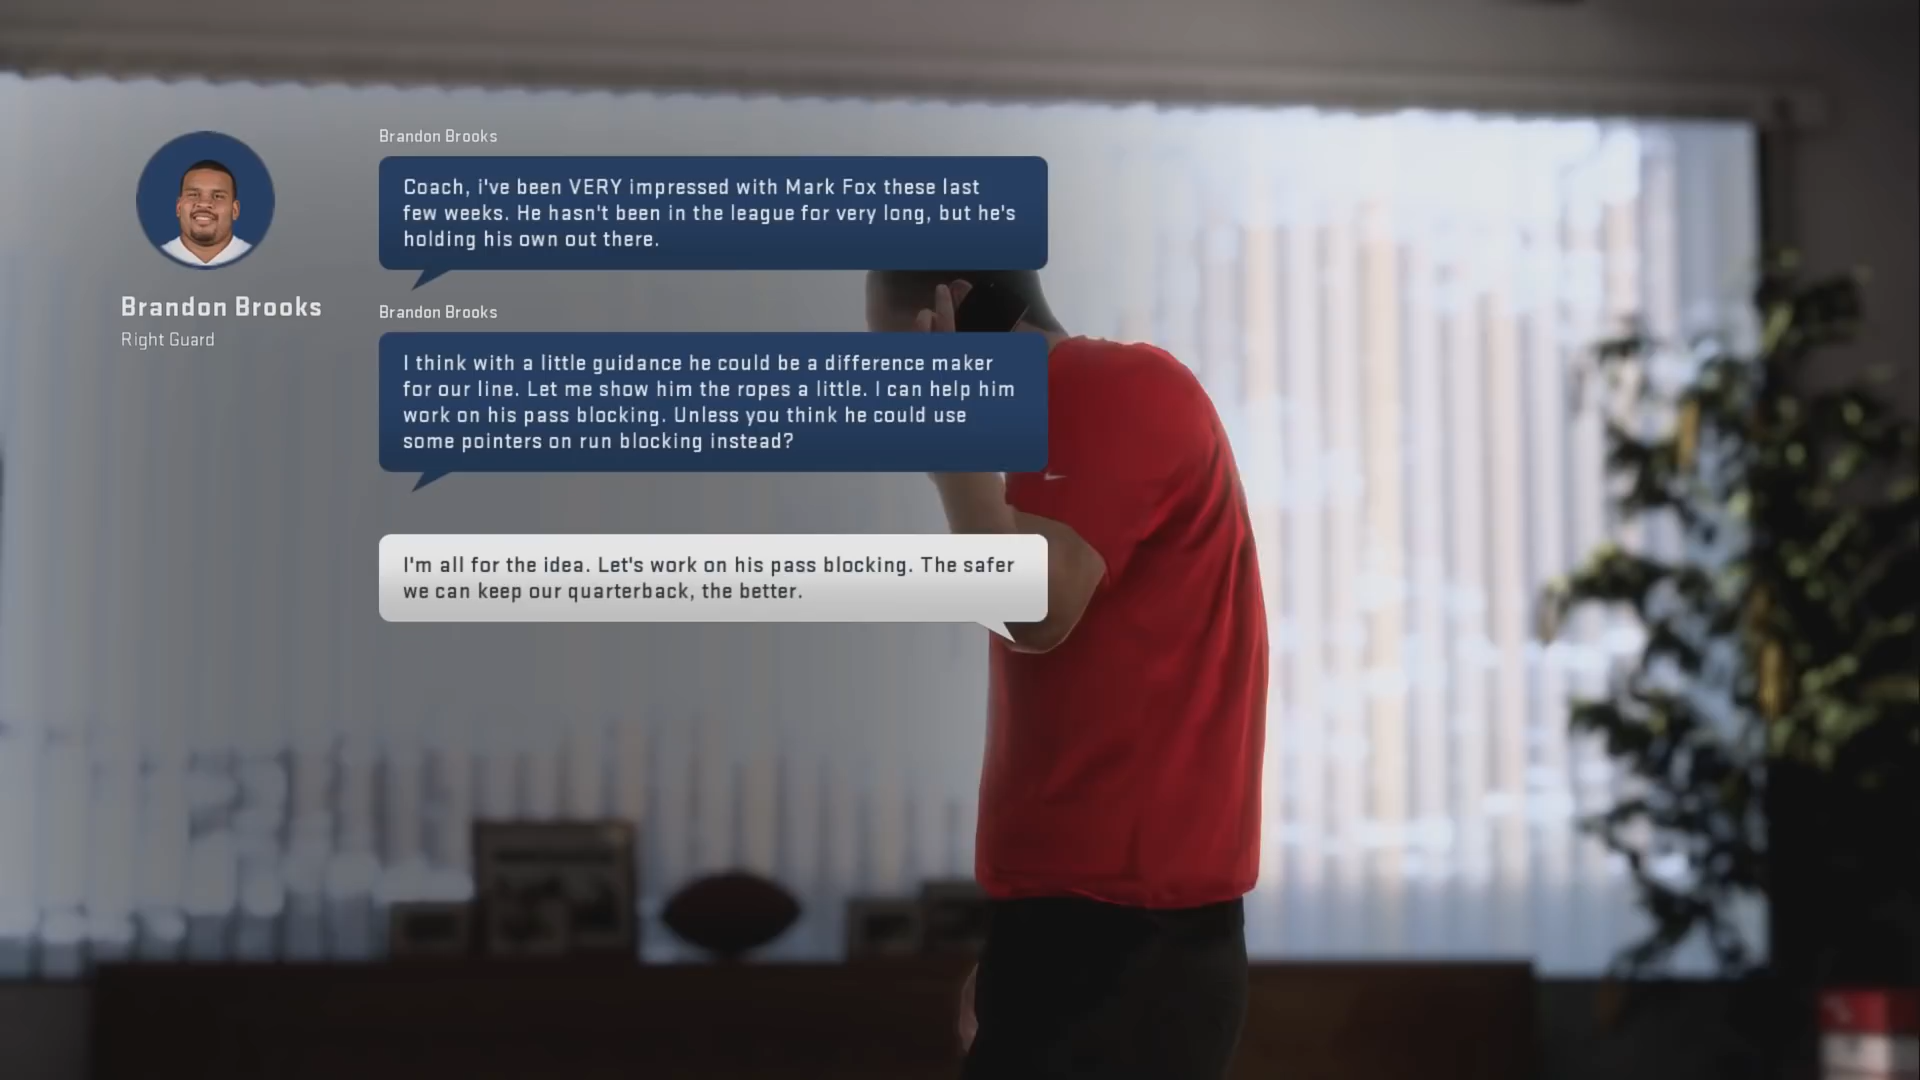 Brandon Brooks
Right Guard
Brandon Brooks
Coach, i've been VERY impressed with Mark Fox these last
few weeks. He hasn't been in the league for very long, but he's
holding his own out there.
Brandon Brooks
I think with a little guidance he could be a difference maker
for our line. Let me show him the ropes a little. I can help him
work on his pass blocking. Unless you think he could use
some pointers on run blocking instead?
I'm all for the idea. Let's work on his pass blocking. The safer
we can keep our quarterback, the better.